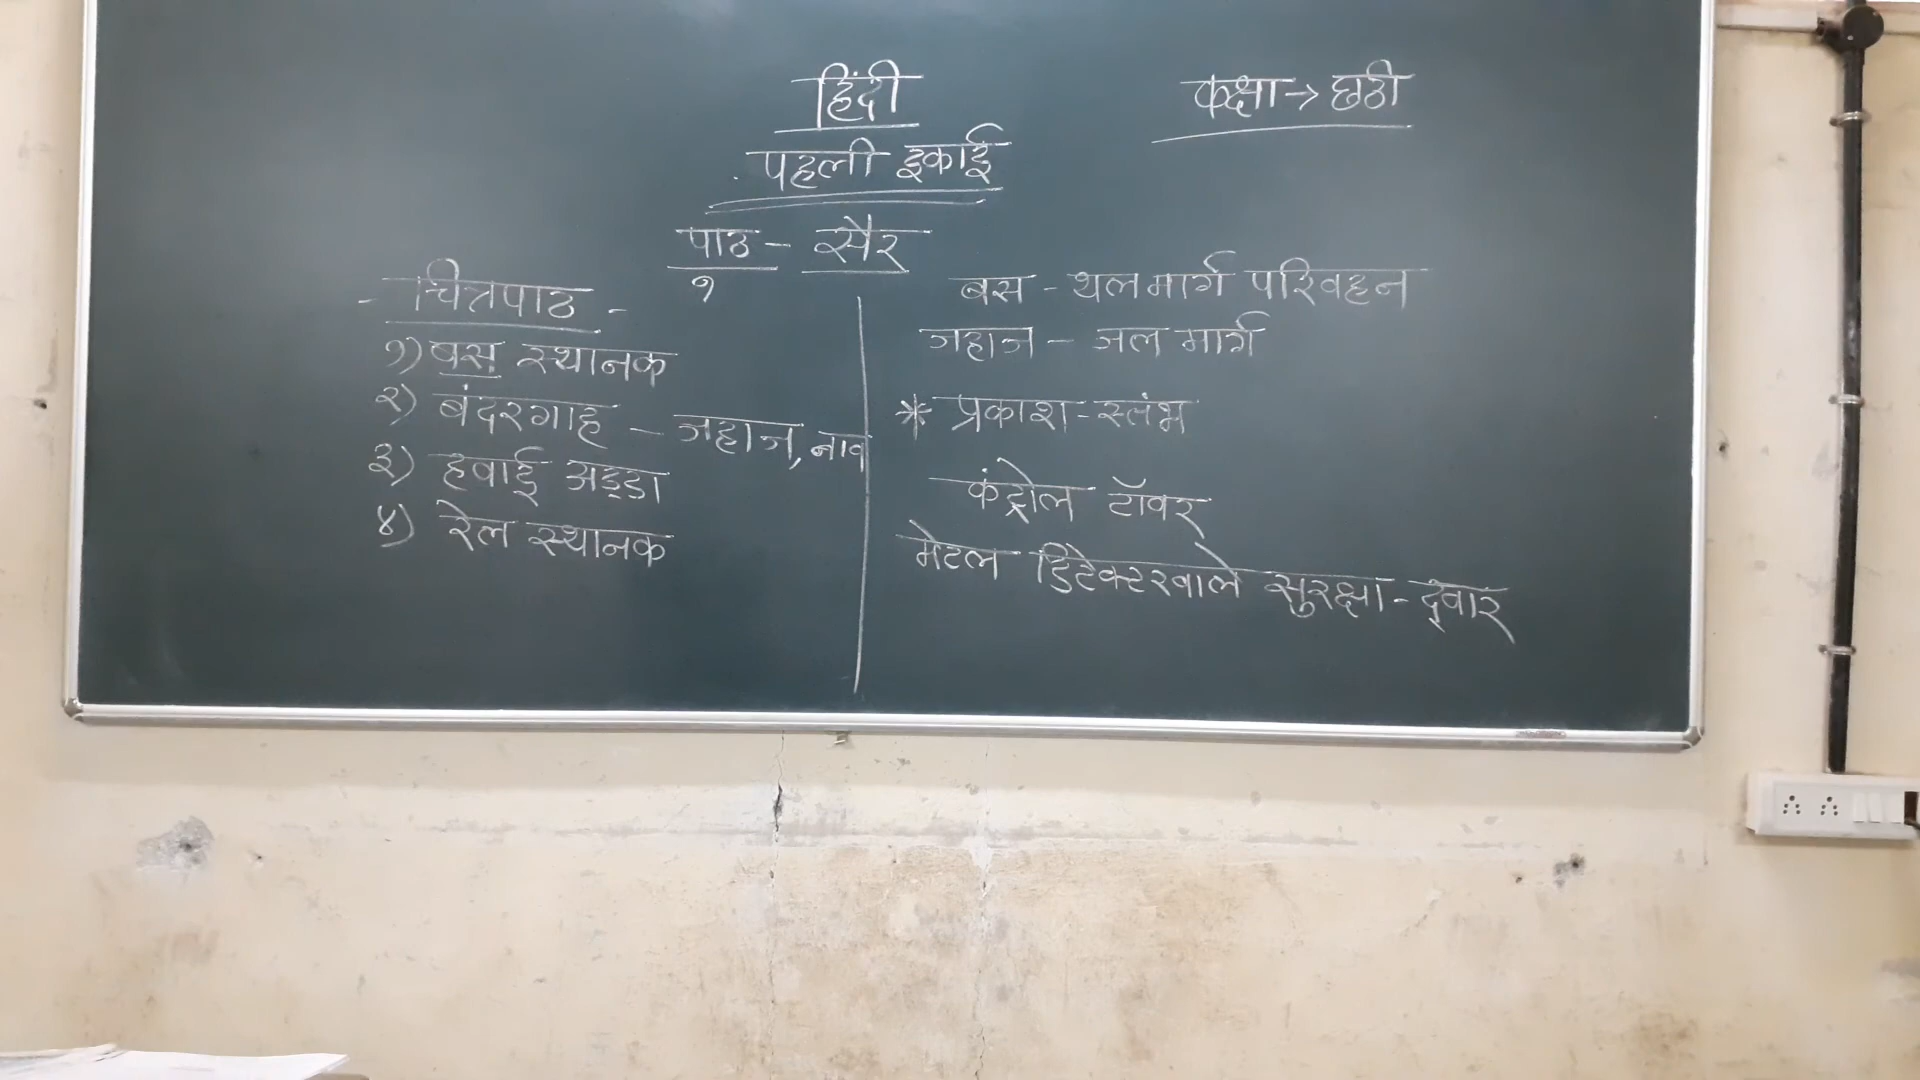 हिंदी
कक्षा → छठी
पहली इकाई
पाठ - सैर
१
- चित्रपाठ -
१) बस स्थानक
२) बंदरगाह - जहाज, नाव
३) हवाई अड्डा
४) रेल स्थानक
बस - थलमार्ग परिवहन
जहाज - जल मार्ग
* प्रकाश-स्तंभ
कंट्रोल टॉवर
मेटल डिटेक्टरवाले सुरक्षा - द्वार